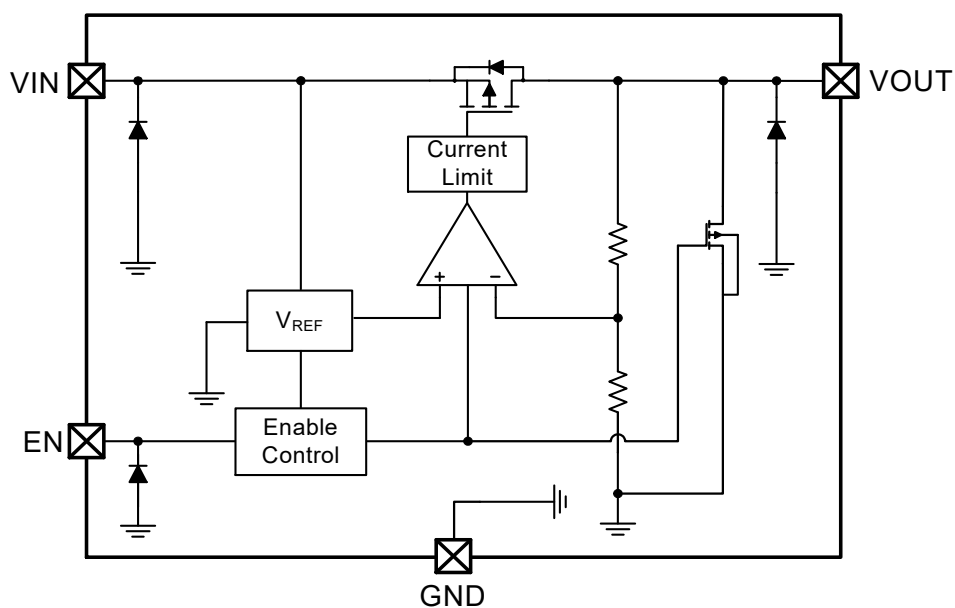 VIN
VOUT
Current
Limit
+
-
VREF
EN
Enable
Control
GND